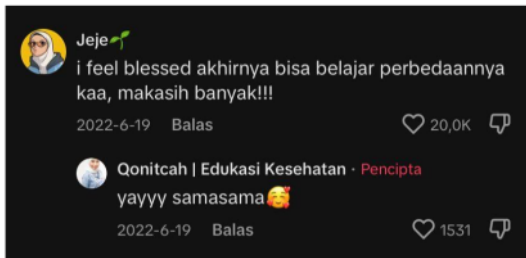 Jeje🌱
i feel blessed akhirnya bisa belajar perbedaannya
kaa, makasih banyak!!!
2022-6-19 Balas 20,0K
Qonitcah | Edukasi Kesehatan · Pencipta
yayyy samasama🥰
2022-6-19 Balas 1531